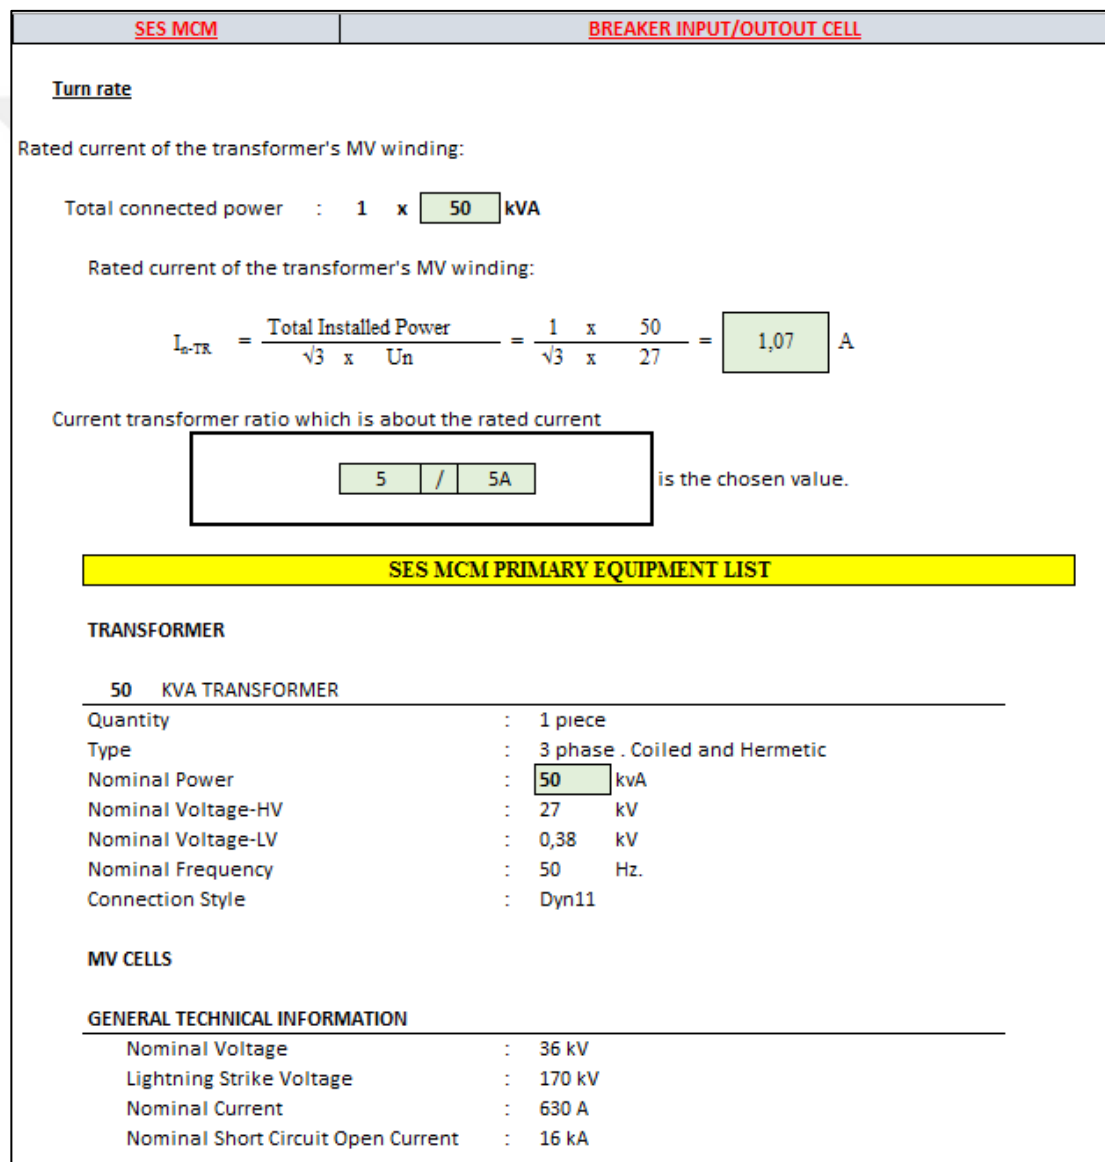 SES MCM BREAKER INPUT/OUTOUT CELL
Turn rate
Rated current of the transformer's MV winding:
Total connected power : 1 x 50 kVA
Rated current of the transformer's MV winding:
I_n-TR = Total Installed Power / √3 x Un = 1 x 50 / √3 x 27 = 1,07 A
Current transformer ratio which is about the rated current
5 / 5A is the chosen value.
SES MCM PRIMARY EQUIPMENT LIST
TRANSFORMER
50 KVA TRANSFORMER
Quantity : 1 piece
Type : 3 phase . Coiled and Hermetic
Nominal Power : 50 kvA
Nominal Voltage-HV : 27 kV
Nominal Voltage-LV : 0,38 kV
Nominal Frequency : 50 Hz.
Connection Style : Dyn11
MV CELLS
GENERAL TECHNICAL INFORMATION
Nominal Voltage : 36 kV
Lightning Strike Voltage : 170 kV
Nominal Current : 630 A
Nominal Short Circuit Open Current : 16 kA